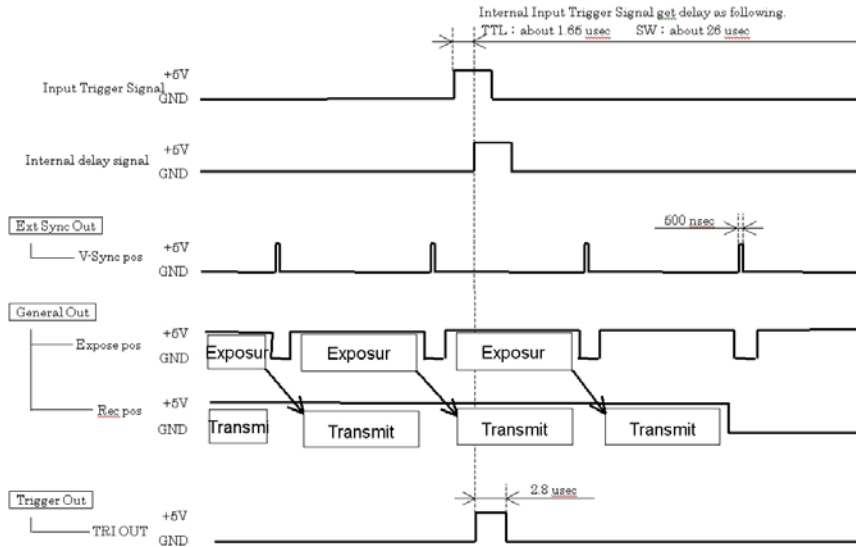 Internal Input Trigger Signal get delay as following.
TTL : about 1.65 usec SW : about 26 usec
+5V
Input Trigger Signal
GND
+5V
Internal delay signal
GND
Ext Sync Out
500 nsec
+5V
V-Sync pos
GND
General Out
+5V
Expose pos
GND
Exposur
Exposur
Exposur
+5V
Rec pos
GND
Transmi
Transmit
Transmit
Transmit
Trigger Out
2.8 usec
+5V
TRI OUT
GND